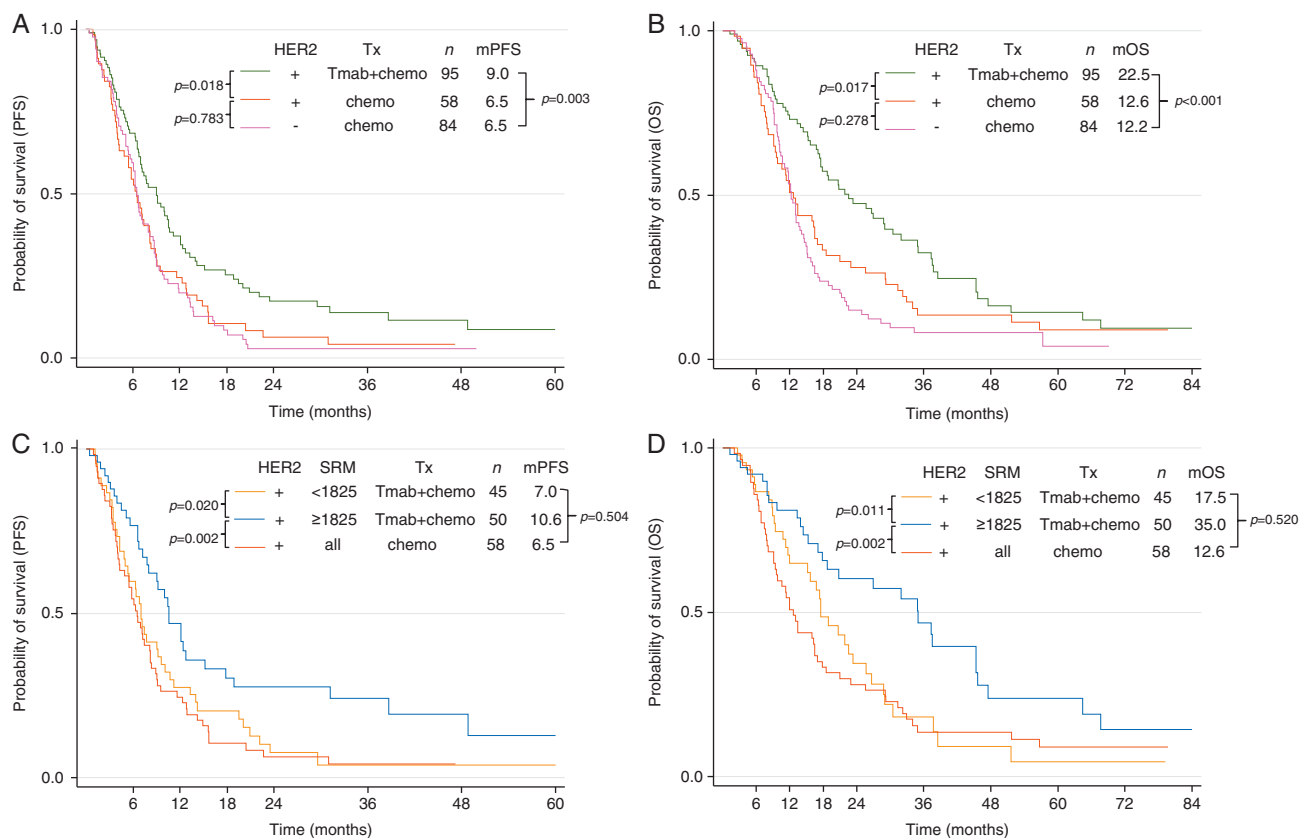 A
Probability of survival (PFS)
1.0
0.5
0.0
HER2 Tx n mPFS
+ Tmab+chemo 95 9.0
+ chemo 58 6.5
- chemo 84 6.5
p=0.018
p=0.783
p=0.003
6 12 18 24 36 48 60
Time (months)
B
Probability of survival (OS)
1.0
0.5
0.0
HER2 Tx n mOS
+ Tmab+chemo 95 22.5
+ chemo 58 12.6
- chemo 84 12.2
p=0.017
p=0.278
p<0.001
6 12 18 24 36 48 60 72 84
Time (months)
C
Probability of survival (PFS)
1.0
0.5
0.0
HER2 SRM Tx n mPFS
+ <1825 Tmab+chemo 45 7.0
+ ≥1825 Tmab+chemo 50 10.6
+ all chemo 58 6.5
p=0.020
p=0.002
p=0.504
6 12 18 24 36 48 60
Time (months)
D
Probability of survival (OS)
1.0
0.5
0.0
HER2 SRM Tx n mOS
+ <1825 Tmab+chemo 45 17.5
+ ≥1825 Tmab+chemo 50 35.0
+ all chemo 58 12.6
p=0.011
p=0.002
p=0.520
6 12 18 24 36 48 60 72 84
Time (months)